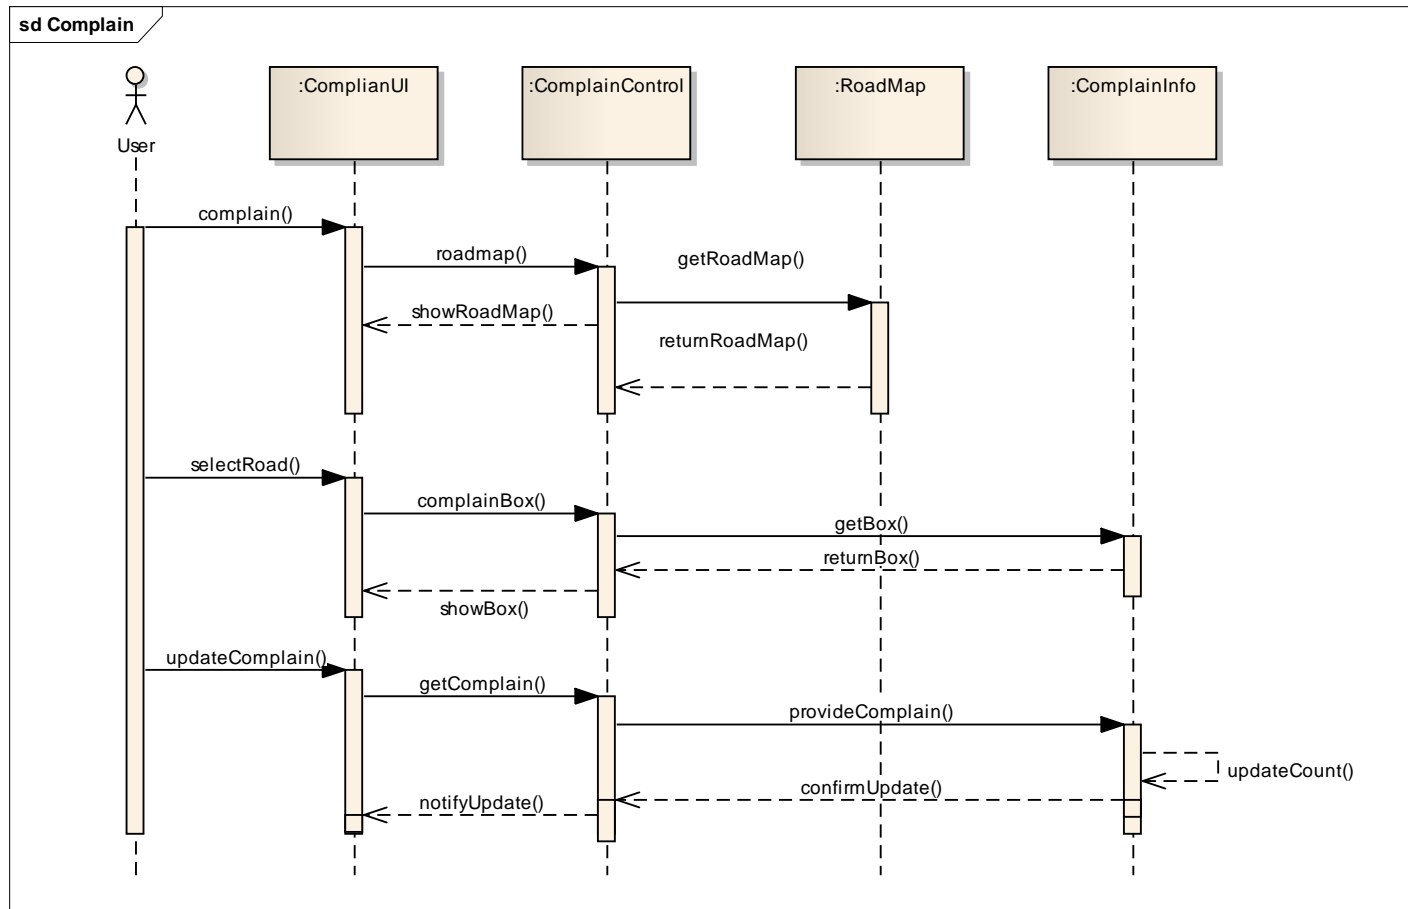 sd Complain
:ComplianUI
:ComplainControl
:RoadMap
:ComplainInfo
User
complain()
roadmap()
getRoadMap()
showRoadMap()
returnRoadMap()
selectRoad()
complainBox()
getBox()
returnBox()
showBox()
updateComplain()
getComplain()
provideComplain()
updateCount()
confirmUpdate()
notifyUpdate()